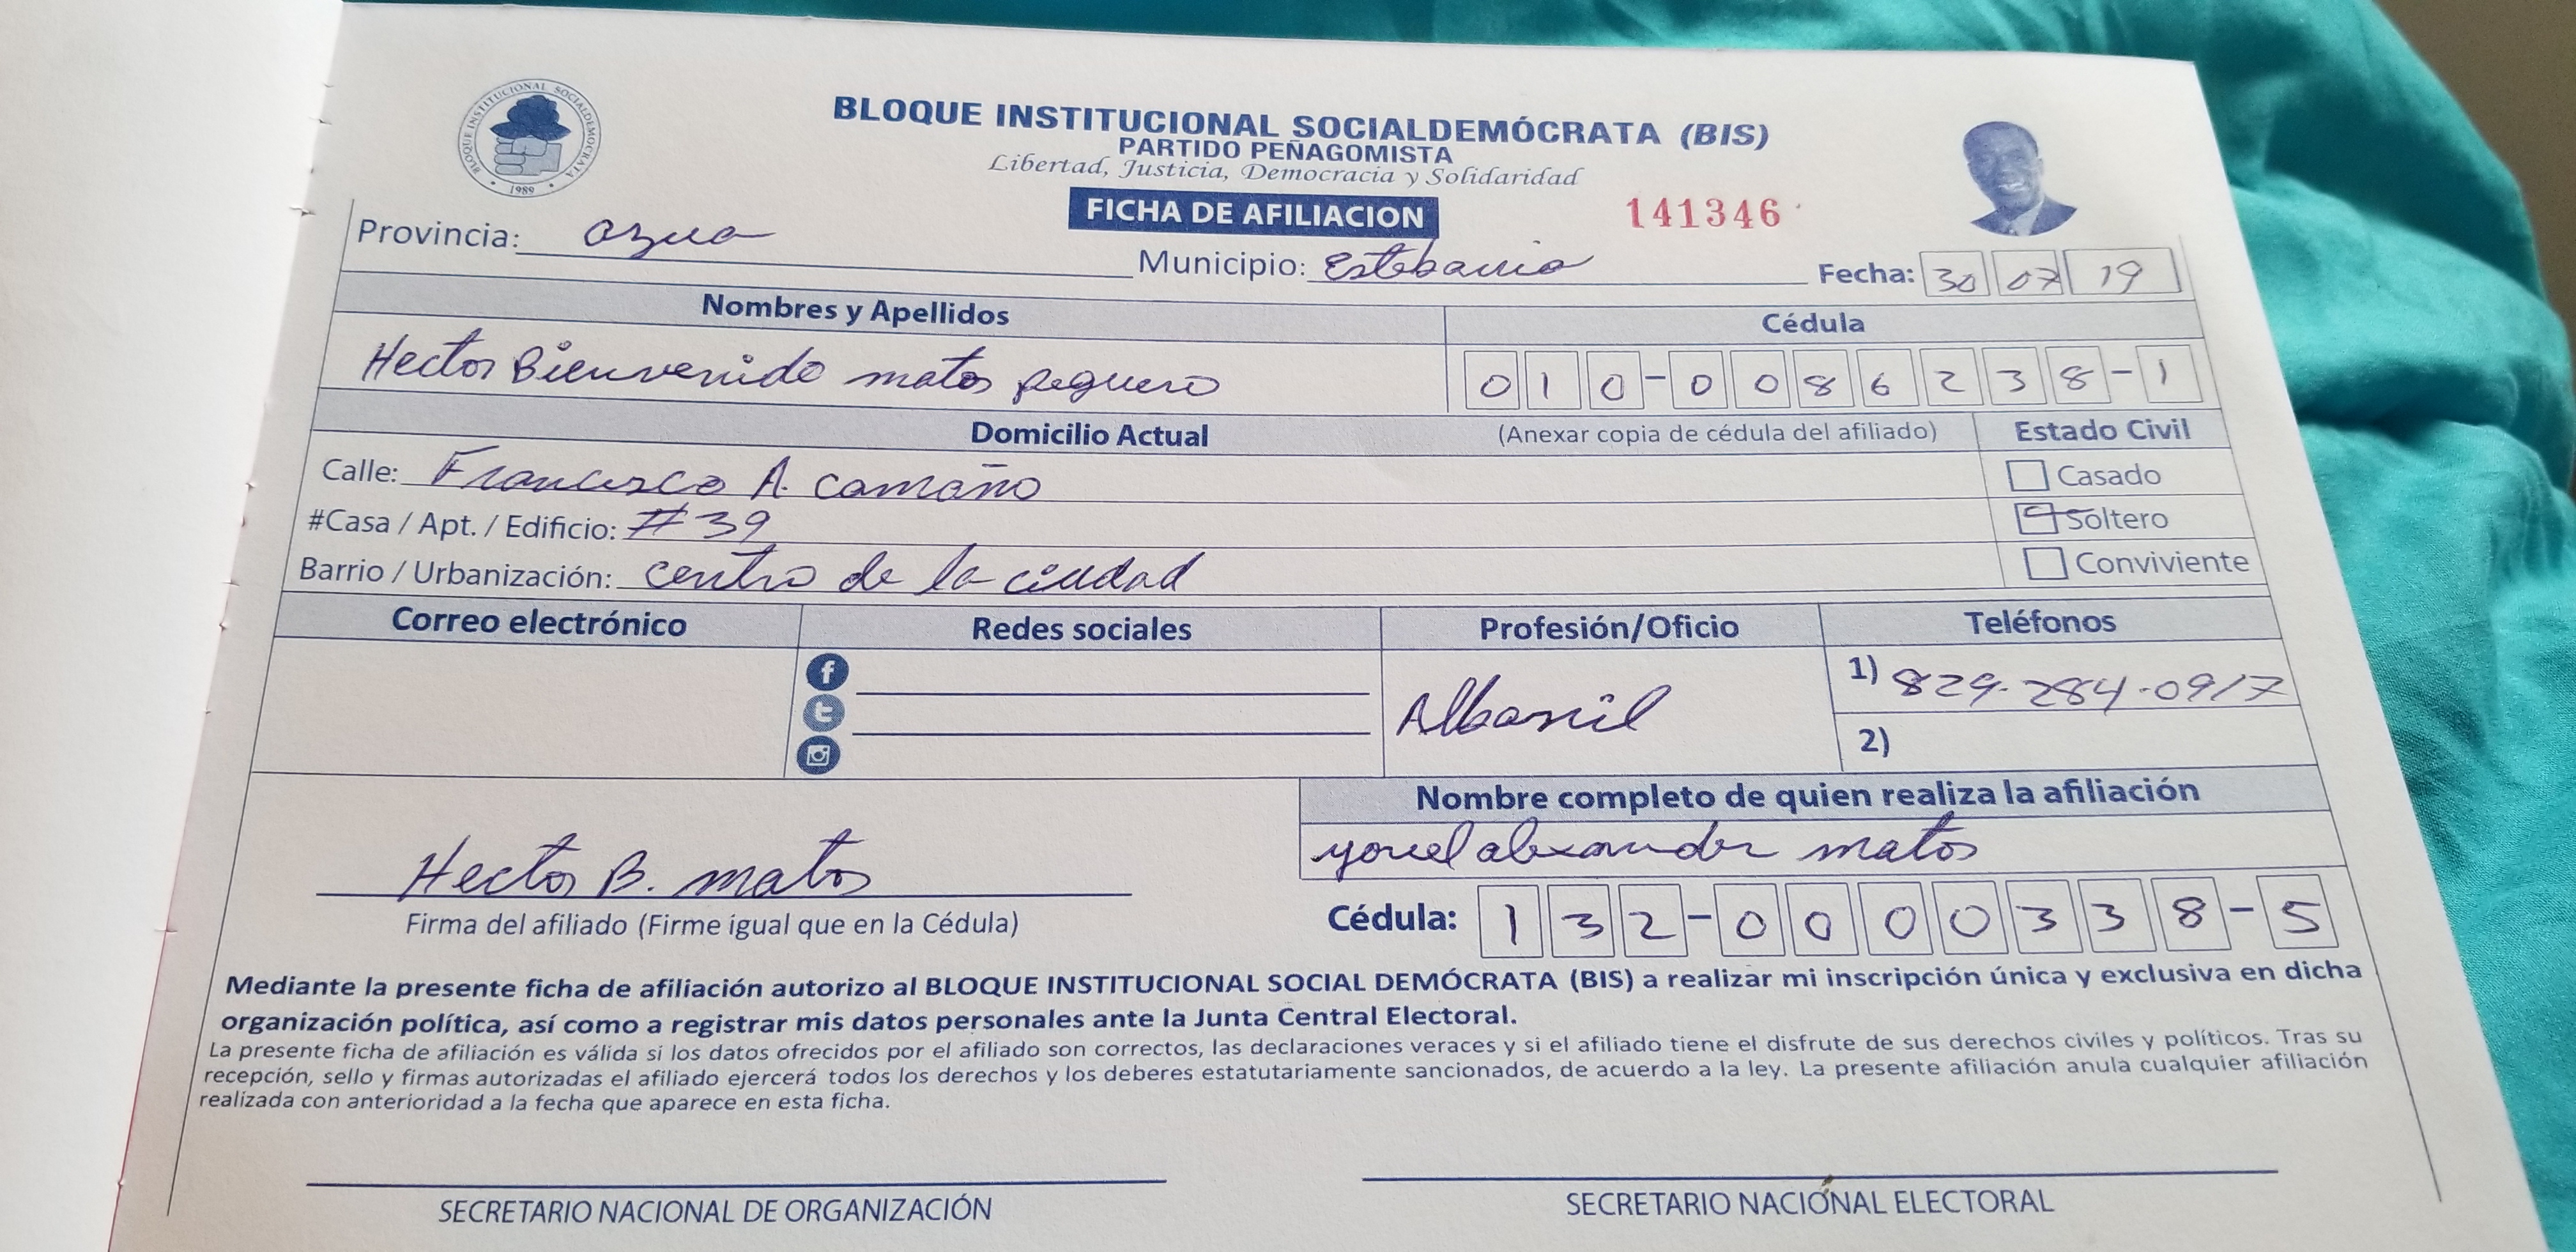 BLOQUE INSTITUCIONAL SOCIALDEMOCRATA
1989
BLOQUE INSTITUCIONAL SOCIALDEMÓCRATA (BIS)
PARTIDO PEÑAGOMISTA
Libertad, Justicia, Democracia y Solidaridad
FICHA DE AFILIACION
141346
Provincia: azua
Municipio: Estebania
Fecha: 30 07 19
Nombres y Apellidos
Cédula
Hector Bienvenido matos peguero
010-0086238-1
Domicilio Actual
(Anexar copia de cédula del afiliado)
Estado Civil
Calle: Francisco A. camaño
Casado
#Casa / Apt. / Edificio: #39
Soltero
Barrio / Urbanización: centro de la ciudad
Conviviente
Correo electrónico
Redes sociales
Profesión/Oficio
Teléfonos
Albañil
1) 829-284-0917
2)
Nombre completo de quien realiza la afiliación
alexander matos
Hector B. matos
Firma del afiliado (Firme igual que en la Cédula)
Cédula: 132-0000338-5
Mediante la presente ficha de afiliación autorizo al BLOQUE INSTITUCIONAL SOCIAL DEMÓCRATA (BIS) a realizar mi inscripción única y exclusiva en dicha
organización política, así como a registrar mis datos personales ante la Junta Central Electoral.
La presente ficha de afiliación es válida si los datos ofrecidos por el afiliado son correctos, las declaraciones veraces y si el afiliado tiene el disfrute de sus derechos civiles y políticos. Tras su
recepción, sello y firmas autorizadas el afiliado ejercerá todos los derechos y los deberes estatutariamente sancionados, de acuerdo a la ley. La presente afiliación anula cualquier afiliación
realizada con anterioridad a la fecha que aparece en esta ficha.
SECRETARIO NACIONAL DE ORGANIZACIÓN
SECRETARIO NACIONAL ELECTORAL